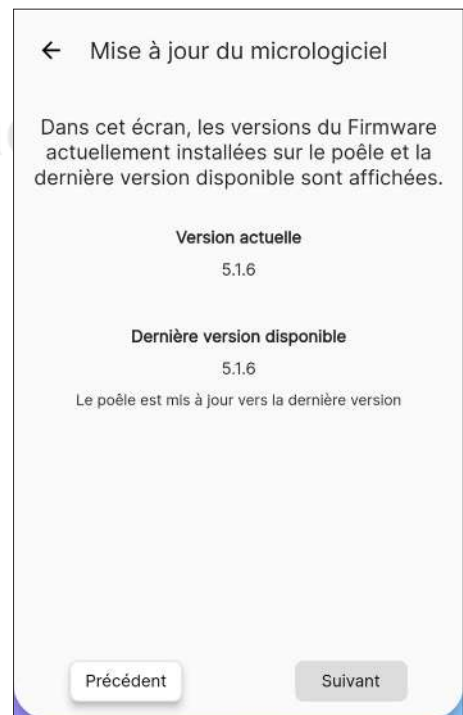 Mise à jour du micrologiciel
Dans cet écran, les versions du Firmware
actuellement installées sur le poêle et la
dernière version disponible sont affichées.
Version actuelle
5.1.6
Dernière version disponible
5.1.6
Le poêle est mis à jour vers la dernière version
Précédent
Suivant